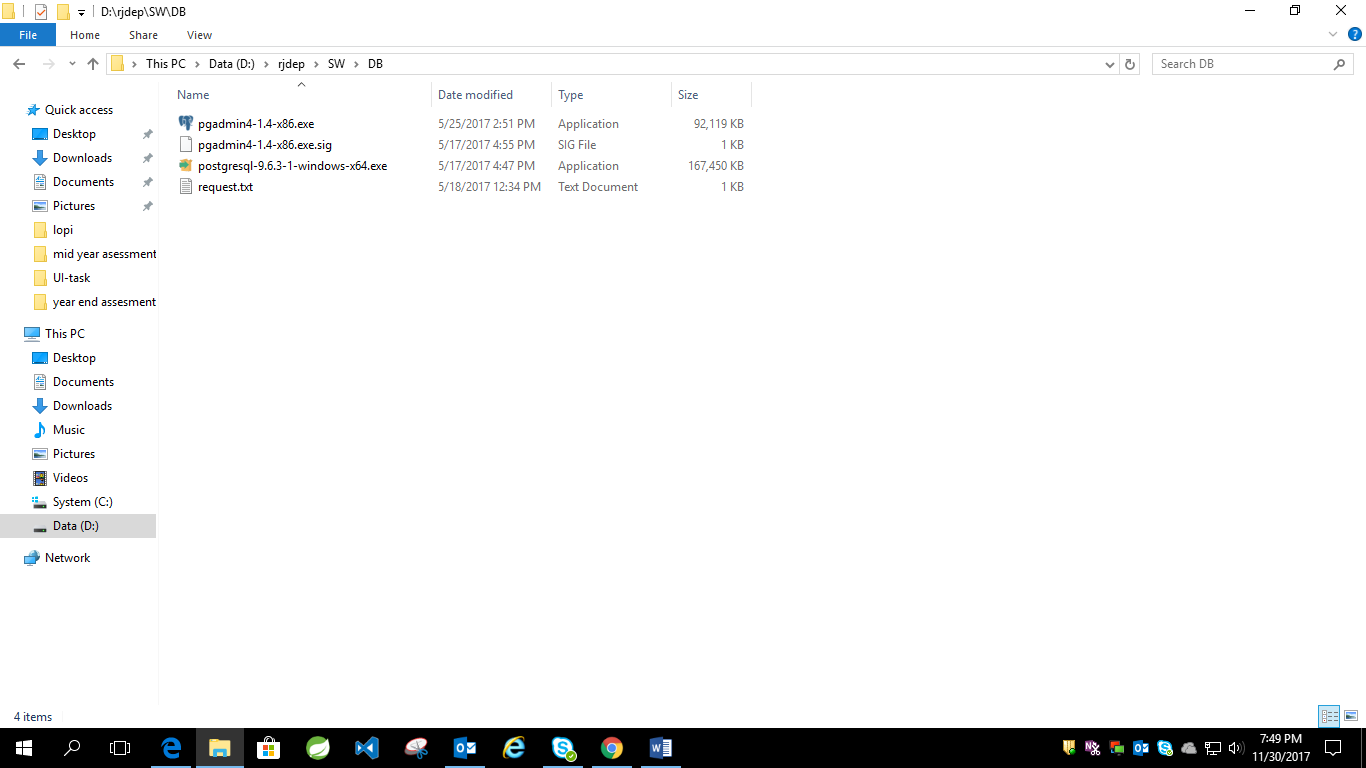 D:\rjdep\SW\DB
File Home Share View
This PC Data (D:) rjdep SW DB
Search DB
Name Date modified Type Size
pgadmin4-1.4-x86.exe 5/25/2017 2:51 PM Application 92,119 KB
pgadmin4-1.4-x86.exe.sig 5/17/2017 4:55 PM SIG File 1 KB
postgresql-9.6.3-1-windows-x64.exe 5/17/2017 4:47 PM Application 167,450 KB
request.txt 5/18/2017 12:34 PM Text Document 1 KB
Quick access
Desktop
Downloads
Documents
Pictures
lopi
mid year asessment
UI-task
year end assesment
This PC
Desktop
Documents
Downloads
Music
Pictures
Videos
System (C:)
Data (D:)
Network
4 items
7:49 PM
11/30/2017